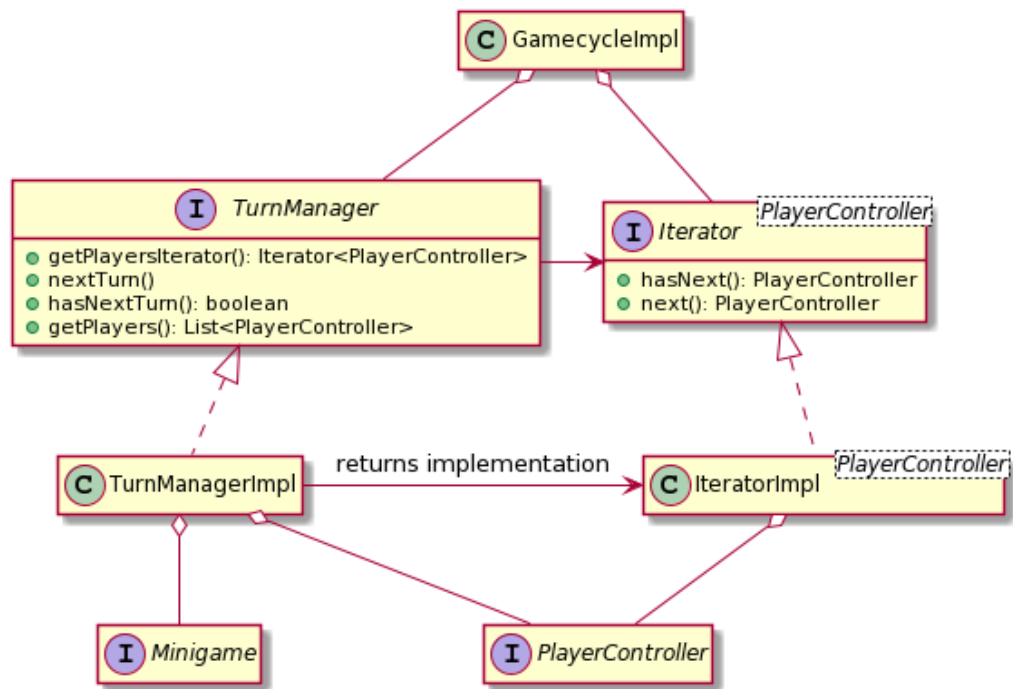 C GamecycleImpl
I TurnManager
getPlayersIterator(): Iterator<PlayerController>
nextTurn()
hasNextTurn(): boolean
getPlayers(): List<PlayerController>
PlayerController
I Iterator
hasNext(): PlayerController
next(): PlayerController
C TurnManagerImpl
returns implementation
PlayerController
C IteratorImpl
I Minigame
I PlayerController